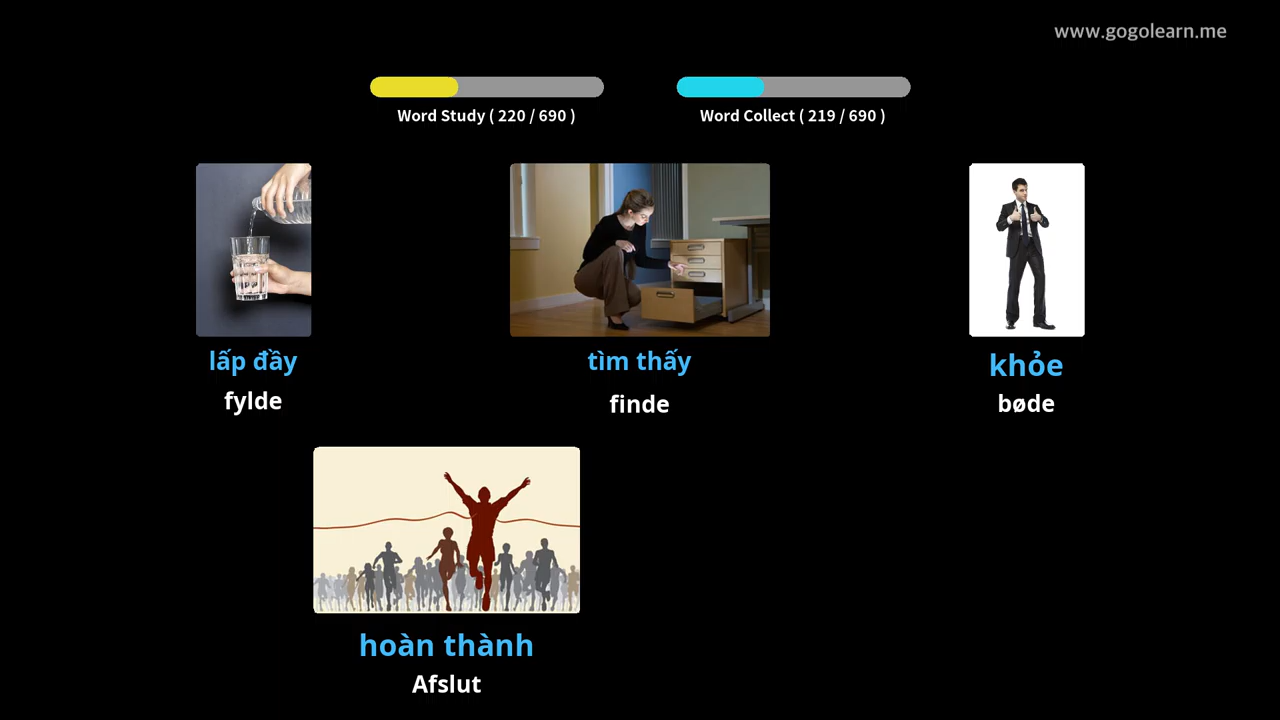 www.gogolearn.me
Word Study ( 220 / 690 )
Word Collect ( 219 / 690 )
lấp đầy
fylde
tìm thấy
finde
khỏe
bøde
hoàn thành
Afslut